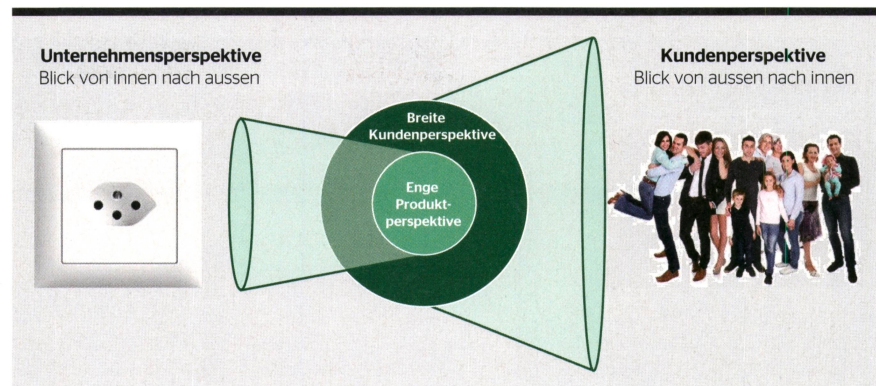 Unternehmensperspektive
Blick von innen nach aussen
Breite
Kundenperspektive
Enge
Produkt-
perspektive
Kundenperspektive
Blick von aussen nach innen